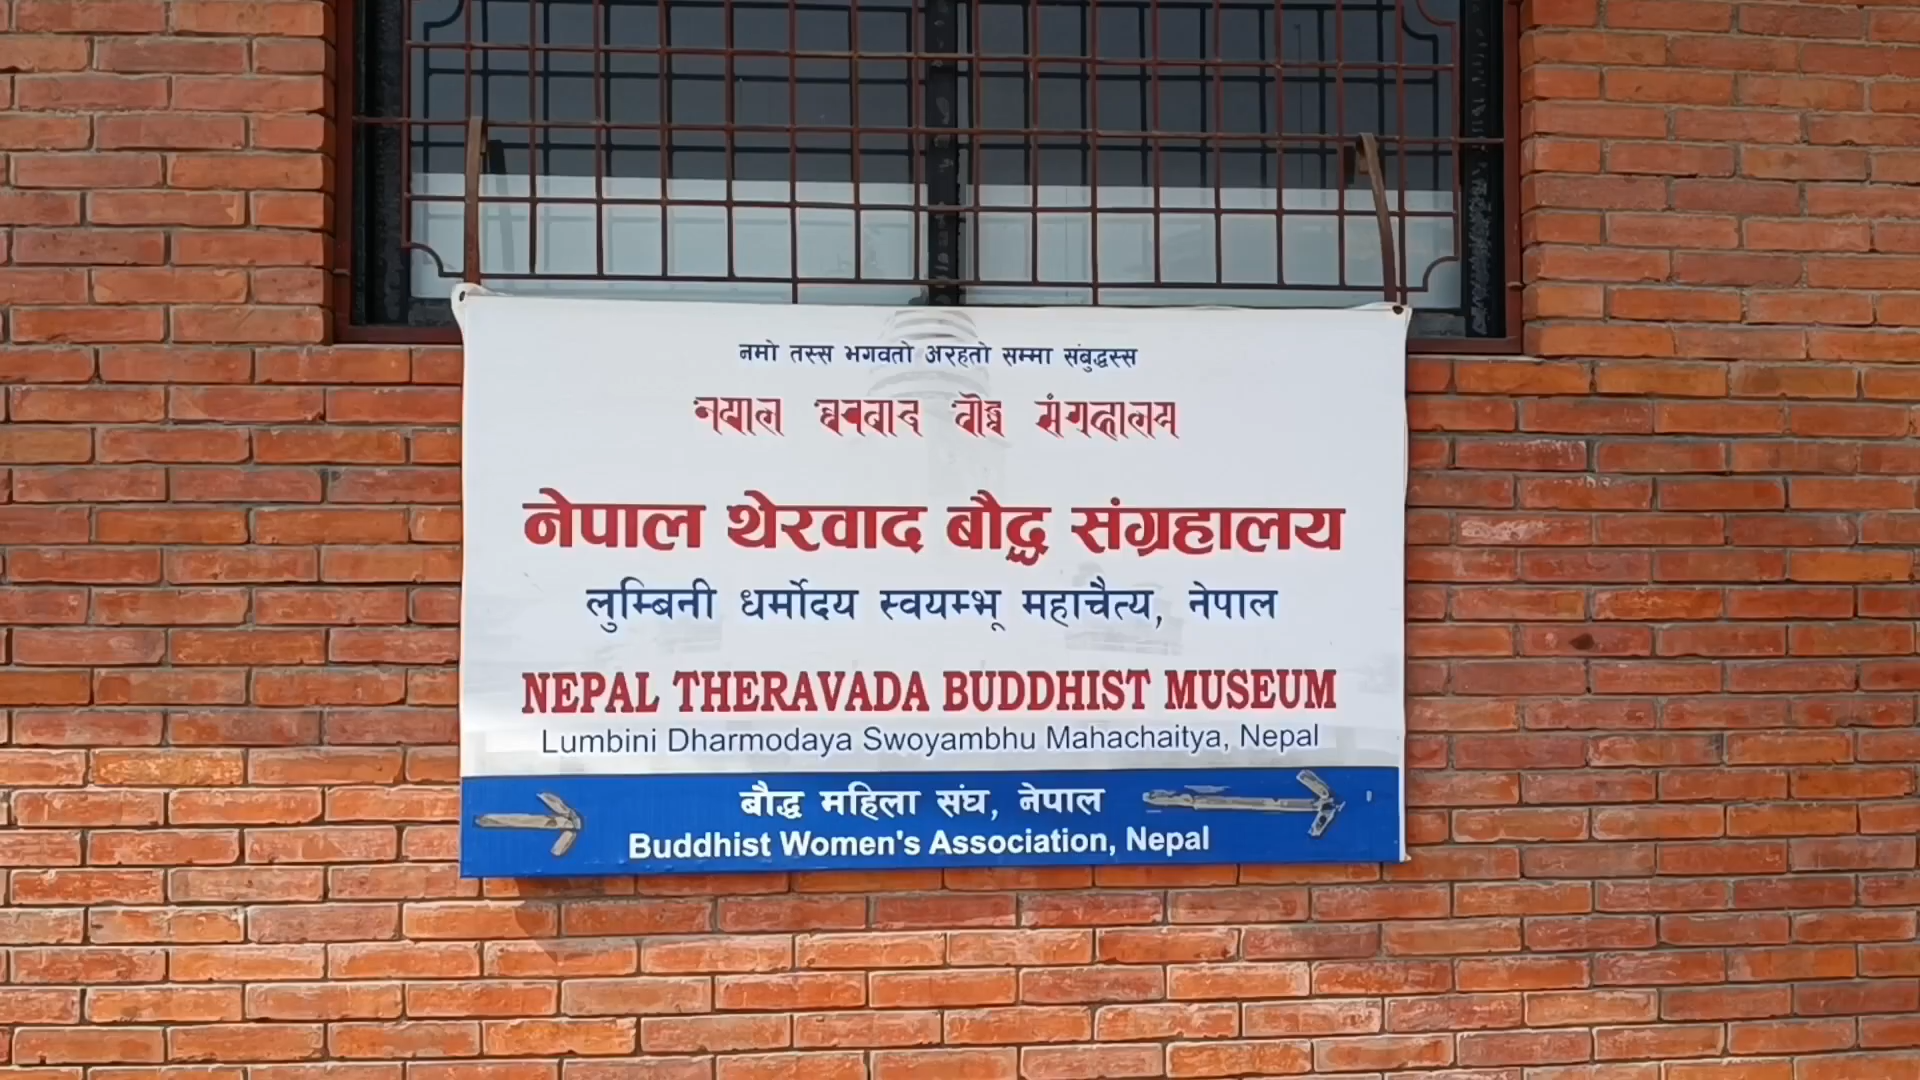 नमो तस्स भगवतो अरहतो सम्मा संबुद्धस्स
नेपाल थेरवाद बौद्ध संग्रहालय
लुम्बिनी धर्मोदय स्वयम्भू महाचैत्य, नेपाल
NEPAL THERAVADA BUDDHIST MUSEUM
Lumbini Dharmodaya Swoyambhu Mahachaitya, Nepal
बौद्ध महिला संघ, नेपाल
Buddhist Women's Association, Nepal